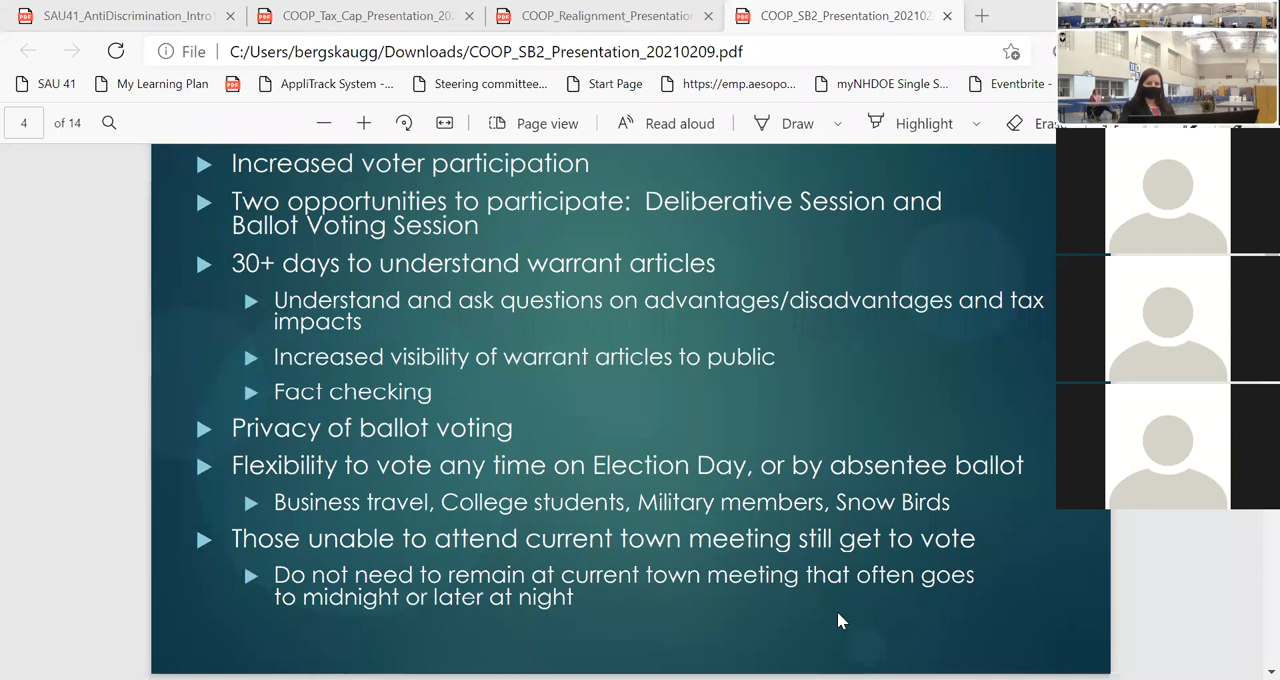 SAU41_AntiDiscrimination_Intro
COOP_Tax_Cap_Presentation_20
COOP_Realignment_Presentation
COOP_SB2_Presentation_202102
File
C:/Users/bergskaugg/Downloads/COOP_SB2_Presentation_20210209.pdf
SAU 41
My Learning Plan
AppliTrack System -...
Steering committee...
Start Page
https://emp.aesopo...
myNHDOE Single S...
Eventbrite -
4 of 14
Page view
Read aloud
Draw
Highlight
Increased voter participation
Two opportunities to participate: Deliberative Session and
Ballot Voting Session
30+ days to understand warrant articles
Understand and ask questions on advantages/disadvantages and tax
impacts
Increased visibility of warrant articles to public
Fact checking
Privacy of ballot voting
Flexibility to vote any time on Election Day, or by absentee ballot
Business travel, College students, Military members, Snow Birds
Those unable to attend current town meeting still get to vote
Do not need to remain at current town meeting that often goes
to midnight or later at night